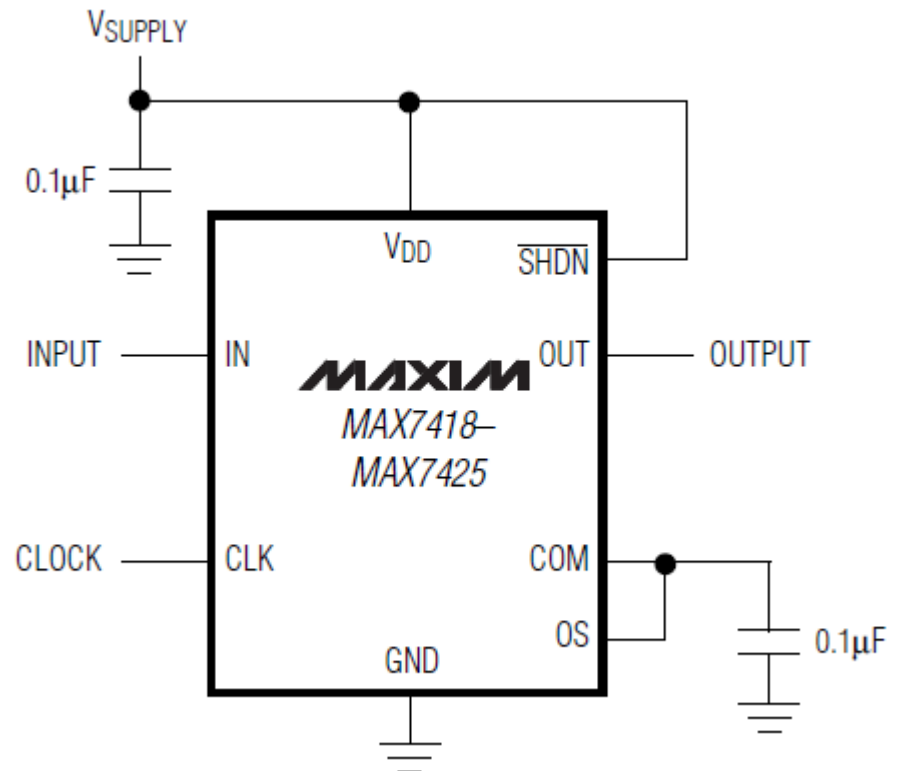 VSUPPLY
0.1µF
VDD
SHDN
INPUT
IN
OUT
OUTPUT
MAXIM
MAX7418–
MAX7425
CLOCK
CLK
COM
OS
0.1µF
GND